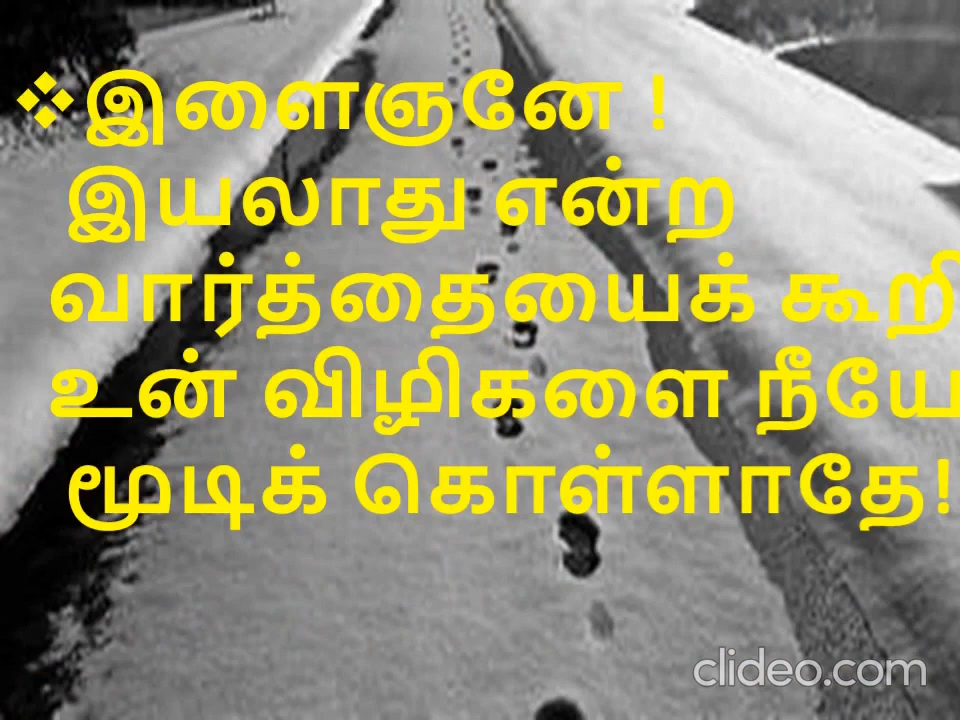 ❖இளைஞனே !
இயலாது என்ற
வார்த்தையைக் கூறி
உன் விழிகளை நீயே
மூடிக் கொள்ளாதே!
clideo.com